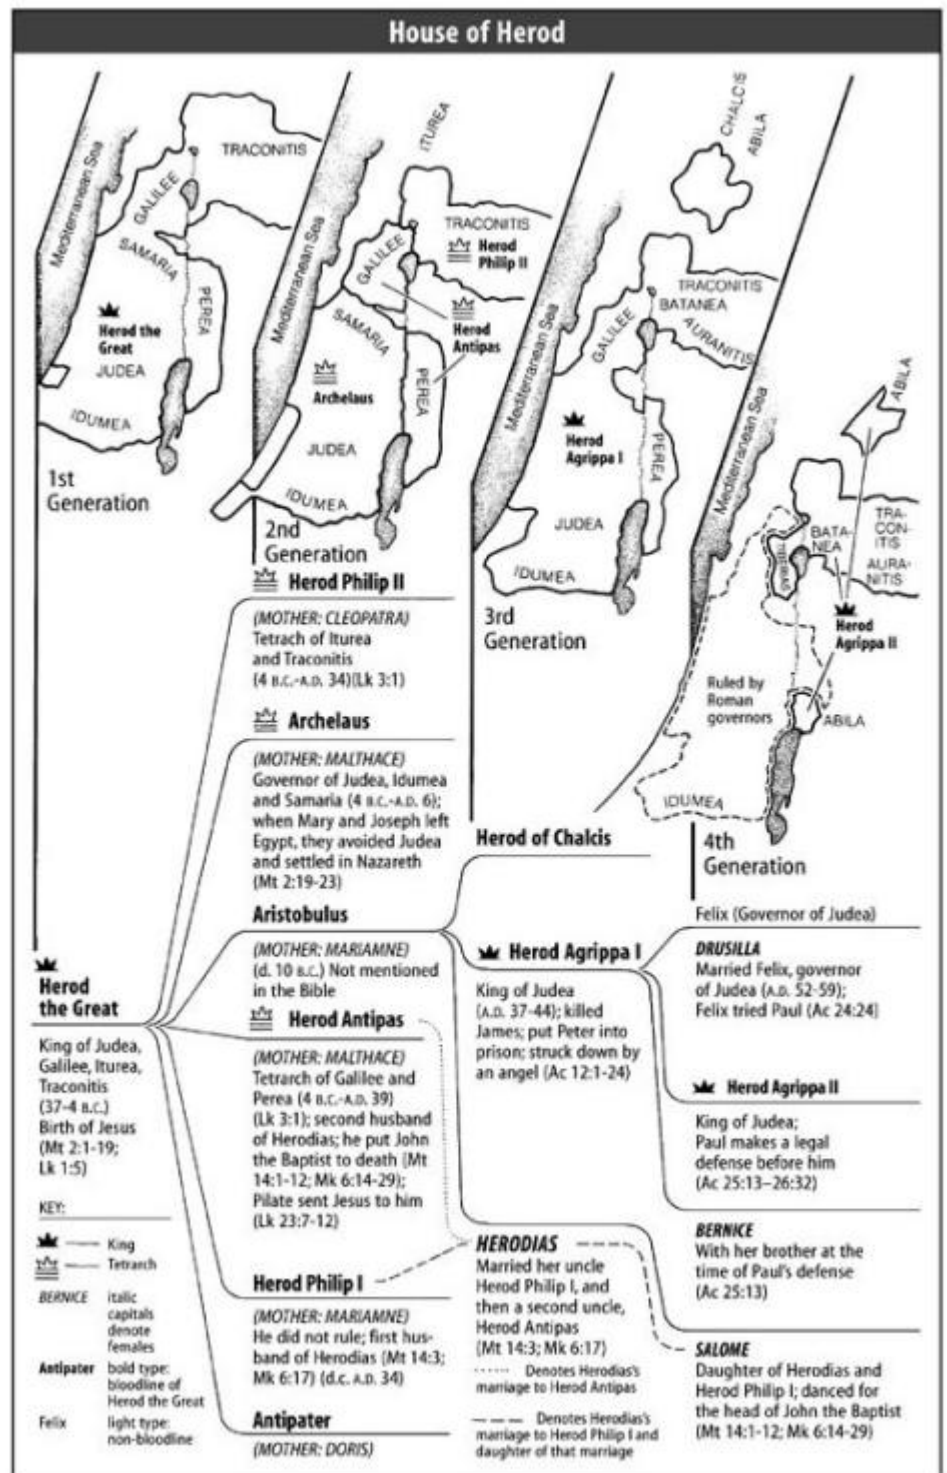 House of Herod
Mediterranean Sea
TRACONITIS
GALILEE
SAMARIA
PEREA
Herod the
Great
JUDEA
IDUMEA
1st
Generation
ITUREA
Mediterranean Sea
TRACONITIS
Herod
Philip II
GALILEE
SAMARIA
Herod
Antipas
Archelaus
PEREA
JUDEA
IDUMEA
2nd
Generation
CHALCIS
ABILA
Mediterranean Sea
TRACONITIS
BATANEA
AURANITIS
GALILEE
Herod
Agrippa I
PEREA
JUDEA
IDUMEA
3rd
Generation
ABILA
Mediterranean Sea
TRA-
CON-
ITIS
BATA-
NEA
AURA-
NITIS
Herod
Agrippa II
Ruled by
Roman
governors
ABILA
IDUMEA
4th
Generation
Herod
the Great
King of Judea,
Galilee, Iturea,
Traconitis
(37-4 B.C.)
Birth of Jesus
(Mt 2:1-19;
Lk 1:5)
KEY:
King
Tetrarch
BERNICE italic
capitals
denote
females
Antipater bold type:
bloodline of
Herod the Great
Felix light type:
non-bloodline
Herod Philip II
(MOTHER: CLEOPATRA)
Tetrach of Iturea
and Traconitis
(4 B.C.-A.D. 34)(Lk 3:1)
Archelaus
(MOTHER: MALTHACE)
Governor of Judea, Idumea
and Samaria (4 B.C.-A.D. 6);
when Mary and Joseph left
Egypt, they avoided Judea
and settled in Nazareth
(Mt 2:19-23)
Aristobulus
(MOTHER: MARIAMNE)
(d. 10 B.C.) Not mentioned
in the Bible
Herod Antipas
(MOTHER: MALTHACE)
Tetrarch of Galilee and
Perea (4 B.C.-A.D. 39)
(Lk 3:1); second husband
of Herodias; he put John
the Baptist to death (Mt
14:1-12; Mk 6:14-29);
Pilate sent Jesus to him
(Lk 23:7-12)
Herod Philip I
(MOTHER: MARIAMNE)
He did not rule; first hus-
band of Herodias (Mt 14:3;
Mk 6:17) (d.c. A.D. 34)
Antipater
(MOTHER: DORIS)
Herod of Chalcis
Herod Agrippa I
King of Judea
(A.D. 37-44); killed
James; put Peter into
prison; struck down by
an angel (Ac 12:1-24)
HERODIAS
Married her uncle
Herod Philip I, and
then a second uncle,
Herod Antipas
(Mt 14:3; Mk 6:17)
Denotes Herodias's
marriage to Herod Antipas
Denotes Herodias's
marriage to Herod Philip I and
daughter of that marriage
Felix (Governor of Judea)
DRUSILLA
Married Felix, governor
of Judea (A.D. 52-59);
Felix tried Paul (Ac 24:24)
Herod Agrippa II
King of Judea;
Paul makes a legal
defense before him
(Ac 25:13–26:32)
BERNICE
With her brother at the
time of Paul's defense
(Ac 25:13)
SALOME
Daughter of Herodias and
Herod Philip I; danced for
the head of John the Baptist
(Mt 14:1-12; Mk 6:14-29)